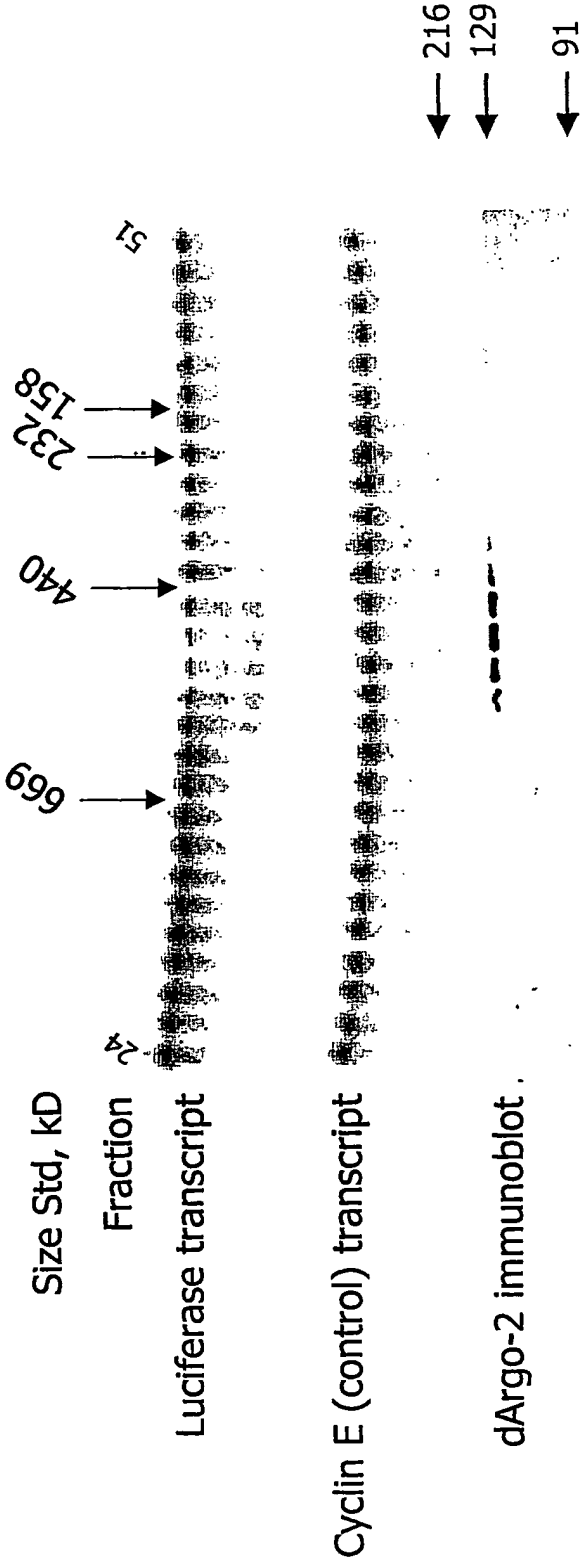 Size Std, kD
669
440
232
158
Fraction
24
51
Luciferase transcript
Cyclin E (control) transcript
dArgo-2 immunoblot.
216
129
91